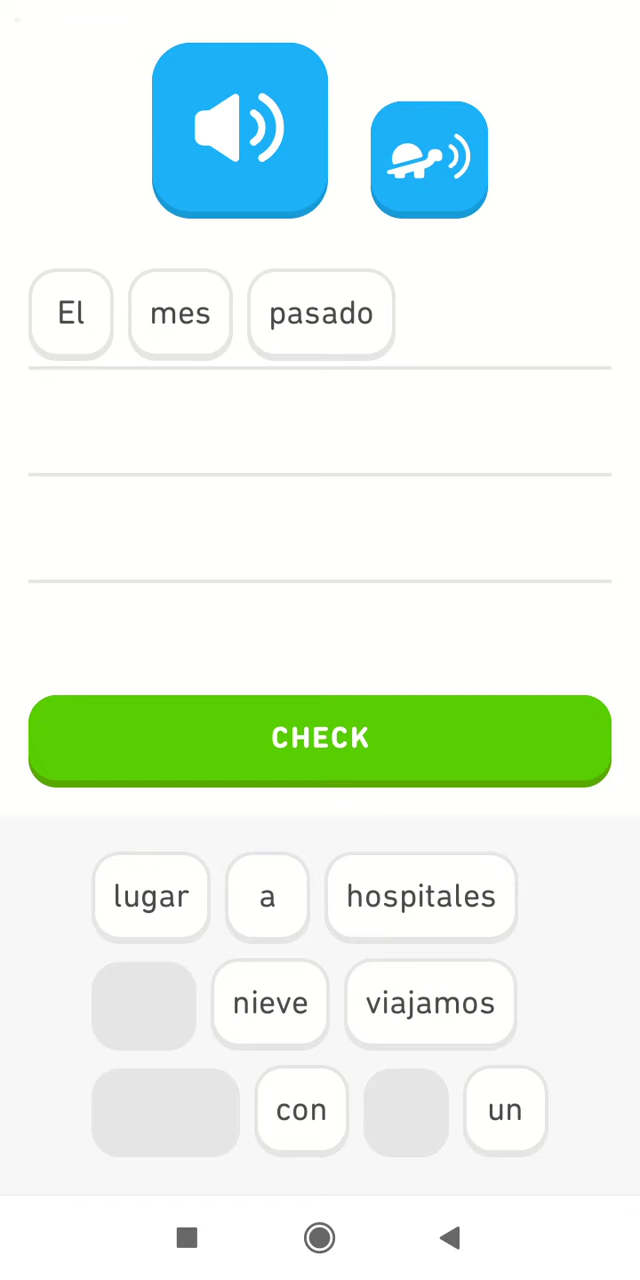 El mes pasado
CHECK
lugar a hospitales
nieve viajamos
con un